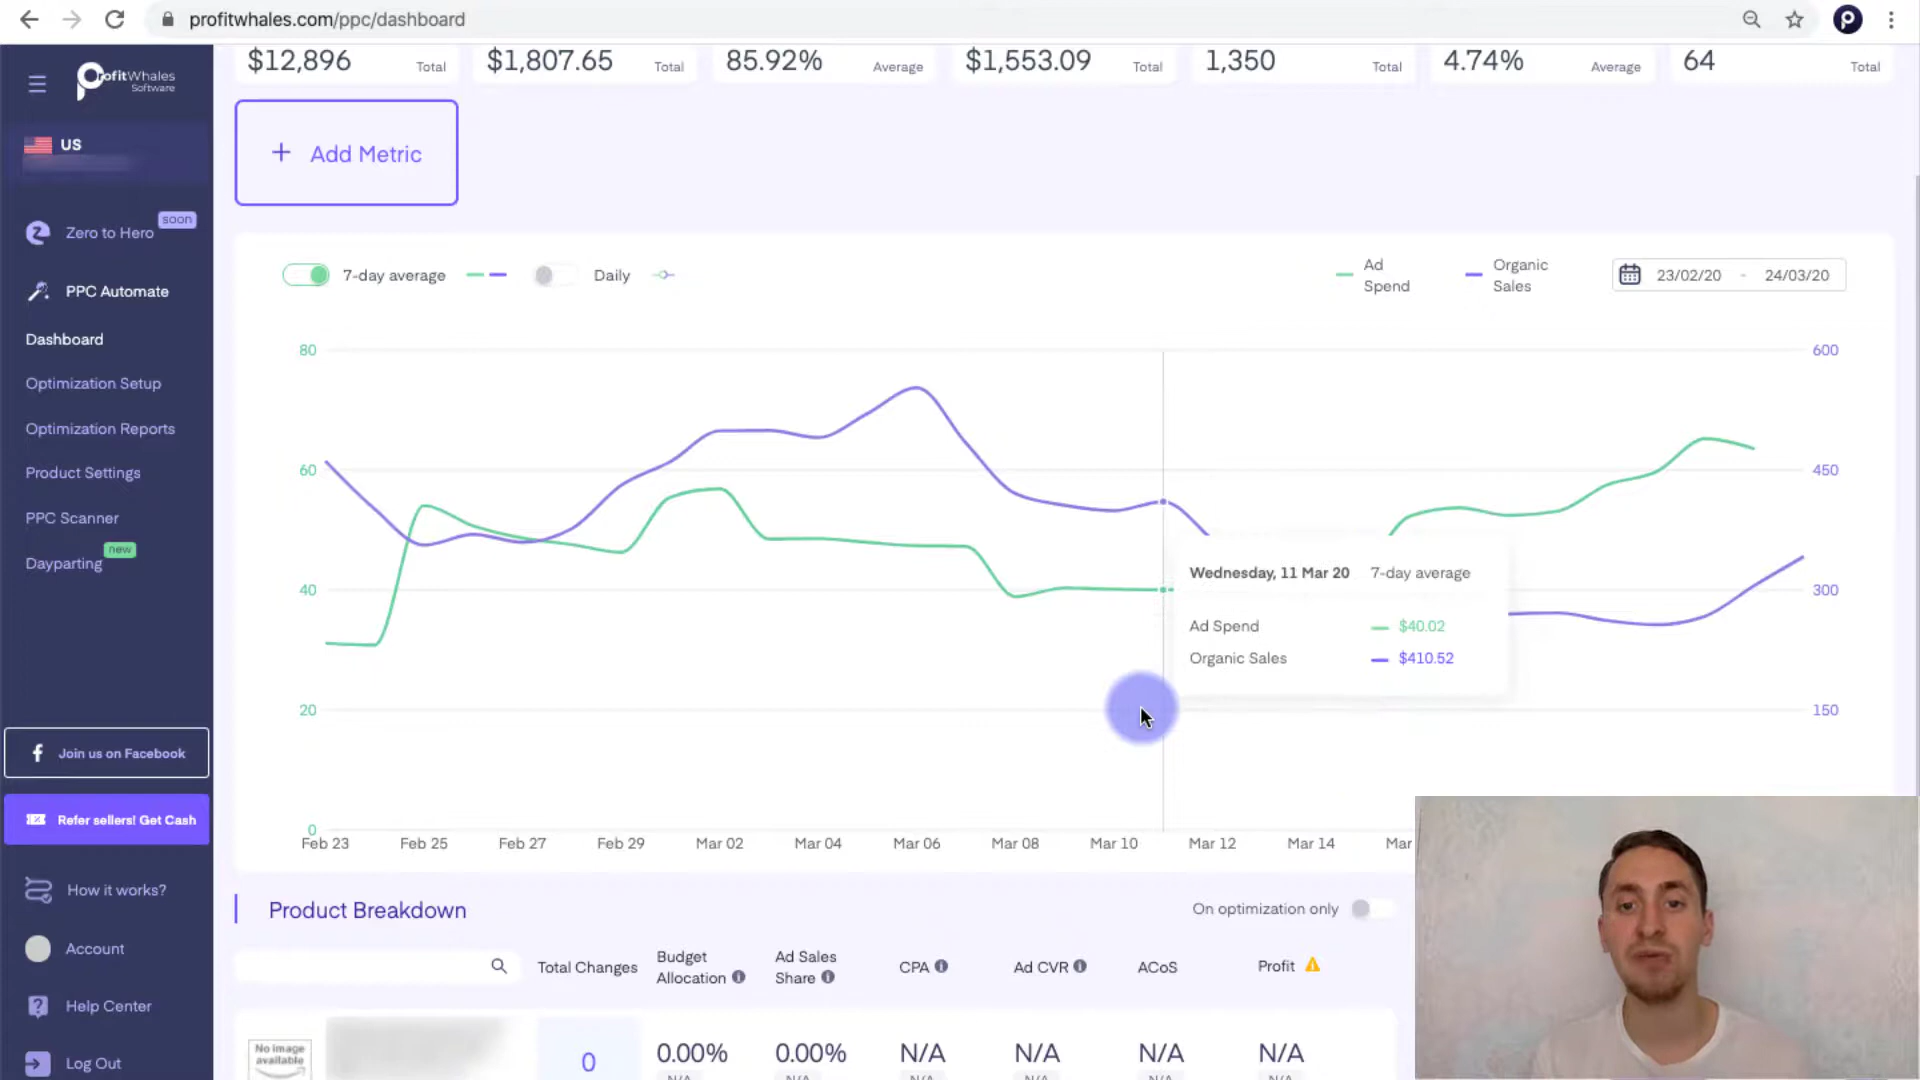 profitwhales.com/ppc/dashboard
$12,896 Total
$1,807.65 Total
85.92% Average
$1,553.09 Total
1,350 Total
4.74% Average
64 Total
ProfitWhales
Software
US
Zero to Hero soon
PPC Automate
Dashboard
Optimization Setup
Optimization Reports
Product Settings
PPC Scanner
Dayparting new
Join us on Facebook
Refer sellers! Get Cash
How it works?
Account
Help Center
Log Out
+ Add Metric
7-day average
Daily
Ad
Spend
Organic
Sales
23/02/20 - 24/03/20
80
60
40
20
0
600
450
300
150
Wednesday, 11 Mar 20 7-day average
Ad Spend $40.02
Organic Sales $410.52
Feb 23 Feb 25 Feb 27 Feb 29 Mar 02 Mar 04 Mar 06 Mar 08 Mar 10 Mar 12 Mar 14 Mar
Product Breakdown
On optimization only
Total Changes
Budget
Allocation
Ad Sales
Share
CPA
Ad CVR
ACoS
Profit
No image
available
0
0.00% 0.00% N/A N/A N/A N/A
N/A N/A N/A N/A N/A N/A